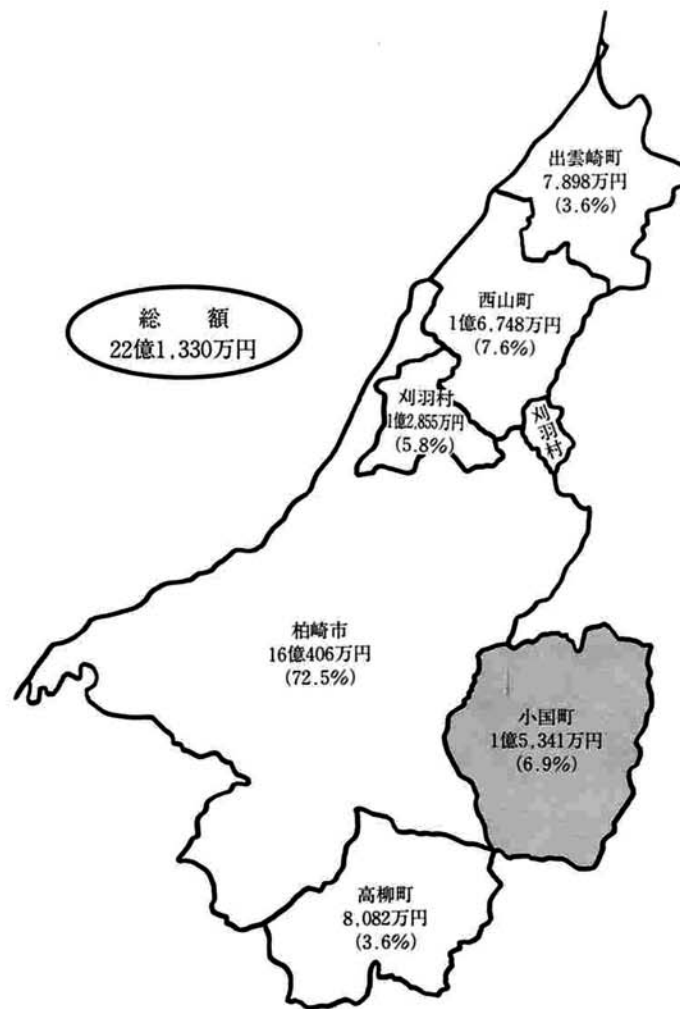 出雲崎町
7,898万円
(3.6%)
西山町
1億6,748万円
(7.6%)
総 額
22億1,330万円
刈羽村
1億2,855万円
(5.8%)
刈羽村
柏崎市
16億406万円
(72.5%)
小国町
1億5,341万円
(6.9%)
高柳町
8,082万円
(3.6%)